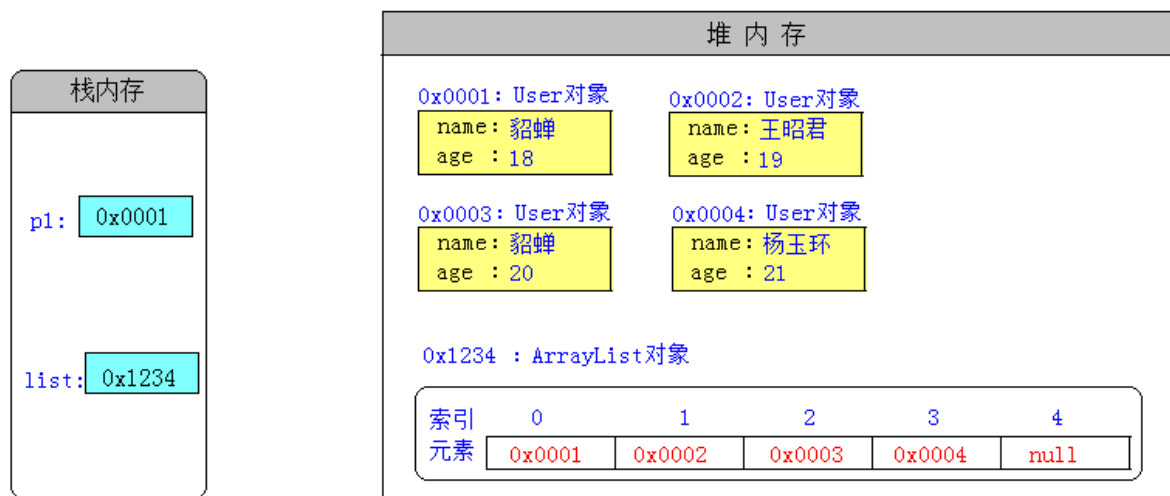 栈内存
p1: 0x0001
list: 0x1234
堆 内 存
0x0001: User对象
name: 貂蝉
age : 18
0x0002: User对象
name: 王昭君
age : 19
0x0003: User对象
name: 貂蝉
age : 20
0x0004: User对象
name: 杨玉环
age : 21
0x1234 : ArrayList对象
索引 0 1 2 3 4
元素 0x0001 0x0002 0x0003 0x0004 null